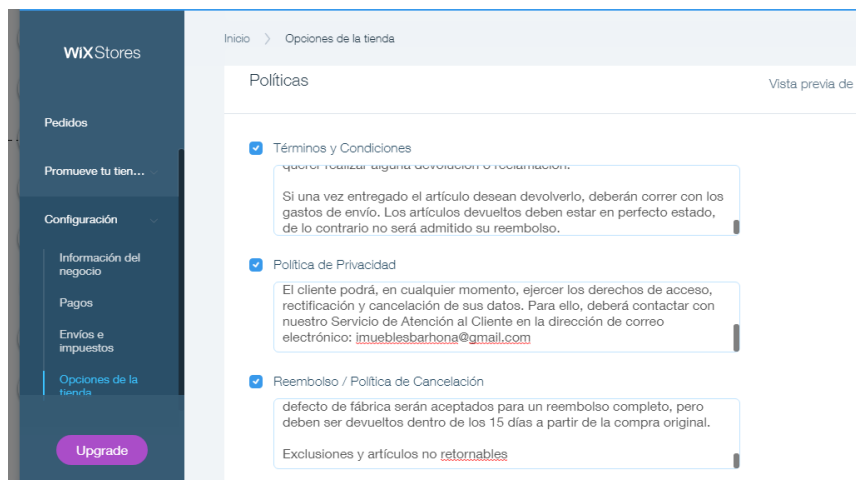 WiXStores
Pedidos
Promueve tu tien...
Configuración
Información del
negocio
Pagos
Envíos e
impuestos
Opciones de la
tienda
Upgrade
Inicio > Opciones de la tienda
Políticas
Vista previa de
Términos y Condiciones
querer realizar alguna devolución o reclamación.
Si una vez entregado el artículo desean devolverlo, deberán correr con los
gastos de envío. Los artículos devueltos deben estar en perfecto estado,
de lo contrario no será admitido su reembolso.
Política de Privacidad
El cliente podrá, en cualquier momento, ejercer los derechos de acceso,
rectificación y cancelación de sus datos. Para ello, deberá contactar con
nuestro Servicio de Atención al Cliente en la dirección de correo
electrónico: imueblesbarhona@gmail.com
Reembolso / Política de Cancelación
defecto de fábrica serán aceptados para un reembolso completo, pero
deben ser devueltos dentro de los 15 días a partir de la compra original.
Exclusiones y artículos no retornables